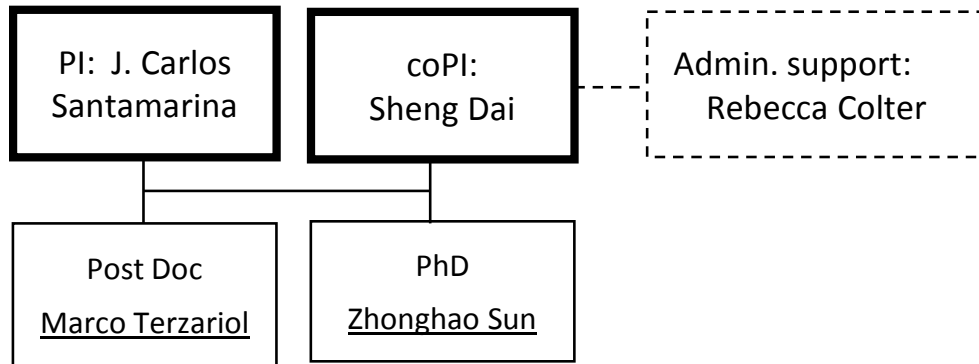 PI:  J. Carlos
Santamarina
coPI:
Sheng Dai
Admin. support:
Rebecca Colter
Post Doc
Marco Terzariol
PhD
Zhonghao Sun